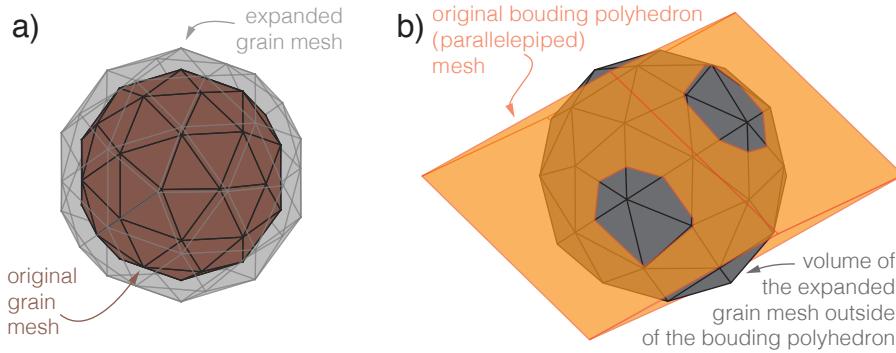 a)
expanded
grain mesh
original
grain
mesh
b)
original bouding polyhedron
(parallelepiped)
mesh
volume of
the expanded
grain mesh outside
of the bouding polyhedron